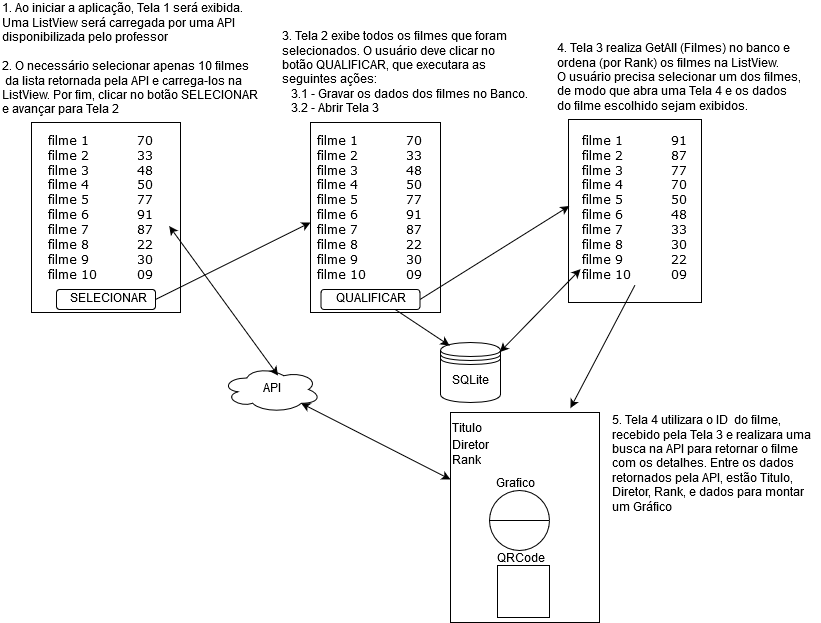 1. Ao iniciar a aplicação, Tela 1 será exibida.
Uma ListView será carregada por uma API
disponibilizada pelo professor
2. O necessário selecionar apenas 10 filmes
da lista retornada pela API e carrega-los na
ListView. Por fim, clicar no botão SELECIONAR
e avançar para Tela 2
filme 1 70
filme 2 33
filme 3 48
filme 4 50
filme 5 77
filme 6 91
filme 7 87
filme 8 22
filme 9 30
filme 10 09
SELECIONAR
3. Tela 2 exibe todos os filmes que foram
selecionados. O usuário deve clicar no
botão QUALIFICAR, que executara as
seguintes ações:
3.1 - Gravar os dados dos filmes no Banco.
3.2 - Abrir Tela 3
filme 1 70
filme 2 33
filme 3 48
filme 4 50
filme 5 77
filme 6 91
filme 7 87
filme 8 22
filme 9 30
filme 10 09
QUALIFICAR
4. Tela 3 realiza GetAll (Filmes) no banco e
ordena (por Rank) os filmes na ListView.
O usuário precisa selecionar um dos filmes,
de modo que abra uma Tela 4 e os dados
do filme escolhido sejam exibidos.
filme 1 91
filme 2 87
filme 3 77
filme 4 70
filme 5 50
filme 6 48
filme 7 33
filme 8 30
filme 9 22
filme 10 09
API
SQLite
Titulo
Diretor
Rank
Grafico
QRCode
5. Tela 4 utilizara o ID do filme,
recebido pela Tela 3 e realizara uma
busca na API para retornar o filme
com os detalhes. Entre os dados
retornados pela API, estão Titulo,
Diretor, Rank, e dados para montar
um Gráfico